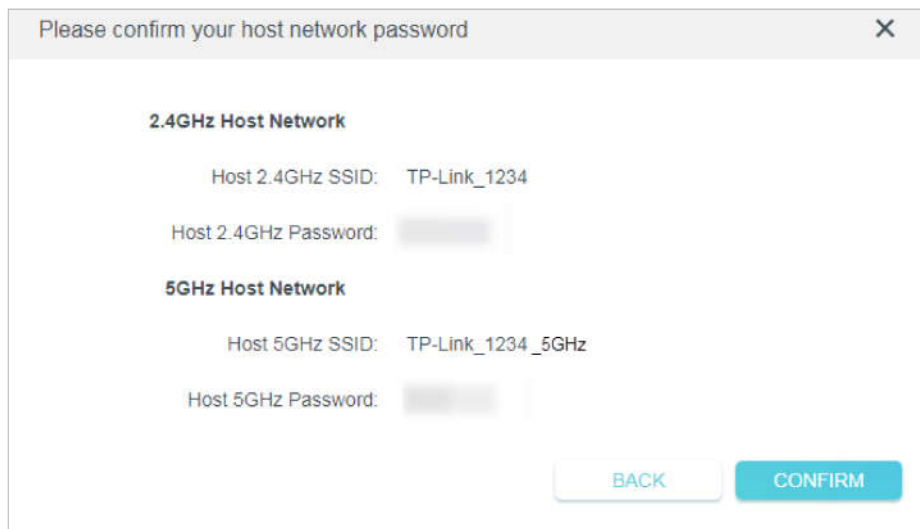 Please confirm your host network password
2.4GHz Host Network
Host 2.4GHz SSID: TP-Link_1234
Host 2.4GHz Password:
5GHz Host Network
Host 5GHz SSID: TP-Link_1234 _5GHz
Host 5GHz Password:
BACK CONFIRM